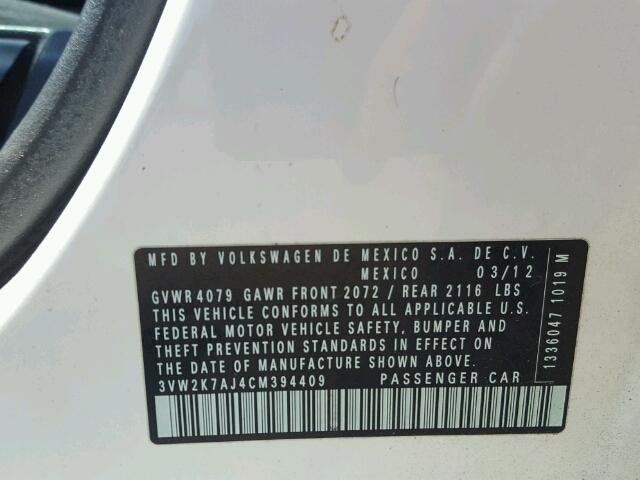 MFD BY VOLKSWAGEN DE MEXICO S.A. DE C.V.
MEXICO 03/12
GVWR 4079 GAWR FRONT 2072 / REAR 2116 LBS
THIS VEHICLE CONFORMS TO ALL APPLICABLE U.S.
FEDERAL MOTOR VEHICLE SAFETY, BUMPER AND
THEFT PREVENTION STANDARDS IN EFFECT ON
THE DATE OF MANUFACTURE SHOWN ABOVE.
3VW2K7AJ4CM394409 PASSENGER CAR
1336047 1019 M